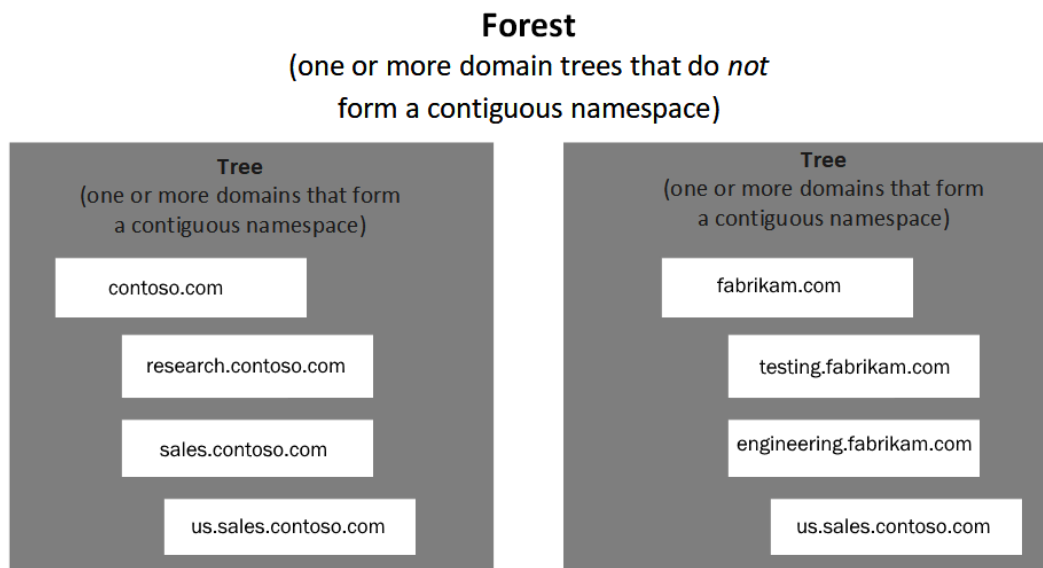 Forest
(one or more domain trees that do not
form a contiguous namespace)
Tree
(one or more domains that form
a contiguous namespace)
contoso.com
research.contoso.com
sales.contoso.com
us.sales.contoso.com
Tree
(one or more domains that form
a contiguous namespace)
fabrikam.com
testing.fabrikam.com
engineering.fabrikam.com
us.sales.contoso.com